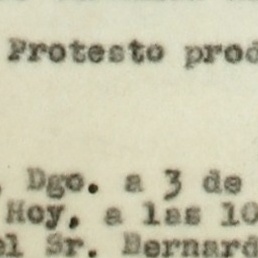 Protesto prod
, Dgo. a 3 de
Hoy, a las 10
el Sr. Bernard